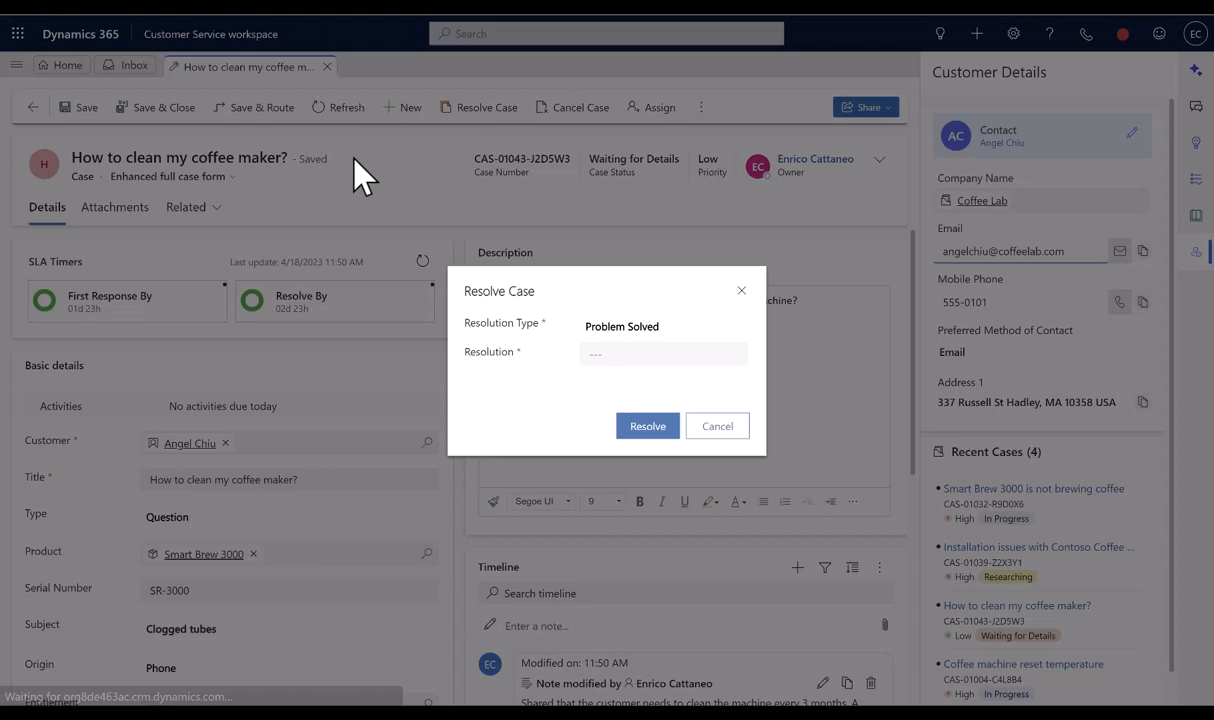 Dynamics 365
Customer Service workspace
Search
EC
Home
Inbox
How to clean my coffee m...
Save
Save & Close
Save & Route
Refresh
New
Resolve Case
Cancel Case
Assign
Share
H
How to clean my coffee maker? - Saved
Case · Enhanced full case form
CAS-01043-J2D5W3
Case Number
Waiting for Details
Case Status
Low
Priority
EC
Enrico Cattaneo
Owner
Details
Attachments
Related
SLA Timers
Last update: 4/18/2023 11:50 AM
First Response By
01d 23h
Resolve By
02d 23h
Basic details
Activities
No activities due today
Customer *
Angel Chiu
Title *
How to clean my coffee maker?
Type
Question
Product
Smart Brew 3000
Serial Number
SR-3000
Subject
Clogged tubes
Origin
Phone
Waiting for org8de463ac.crm.dynamics.com...
Description
Resolve Case
Resolution Type *
Problem Solved
Resolution *
---
Resolve
Cancel
Segoe UI
9
B
I
U
A
Timeline
Search timeline
Enter a note...
EC
Modified on: 11:50 AM
Note modified by Enrico Cattaneo
Shared that the customer needs to clean the machine every 3 months. A
Customer Details
AC
Contact
Angel Chiu
Company Name
Coffee Lab
Email
angelchiu@coffeelab.com
Mobile Phone
555-0101
Preferred Method of Contact
Email
Address 1
337 Russell St Hadley, MA 10358 USA
Recent Cases (4)
Smart Brew 3000 is not brewing coffee
CAS-01032-R9D0X6
High In Progress
Installation issues with Contoso Coffee ...
CAS-01039-Z2X3Y1
High Researching
How to clean my coffee maker?
CAS-01043-J2D5W3
Low Waiting for Details
Coffee machine reset temperature
CAS-01004-C4L8B4
High In Progress